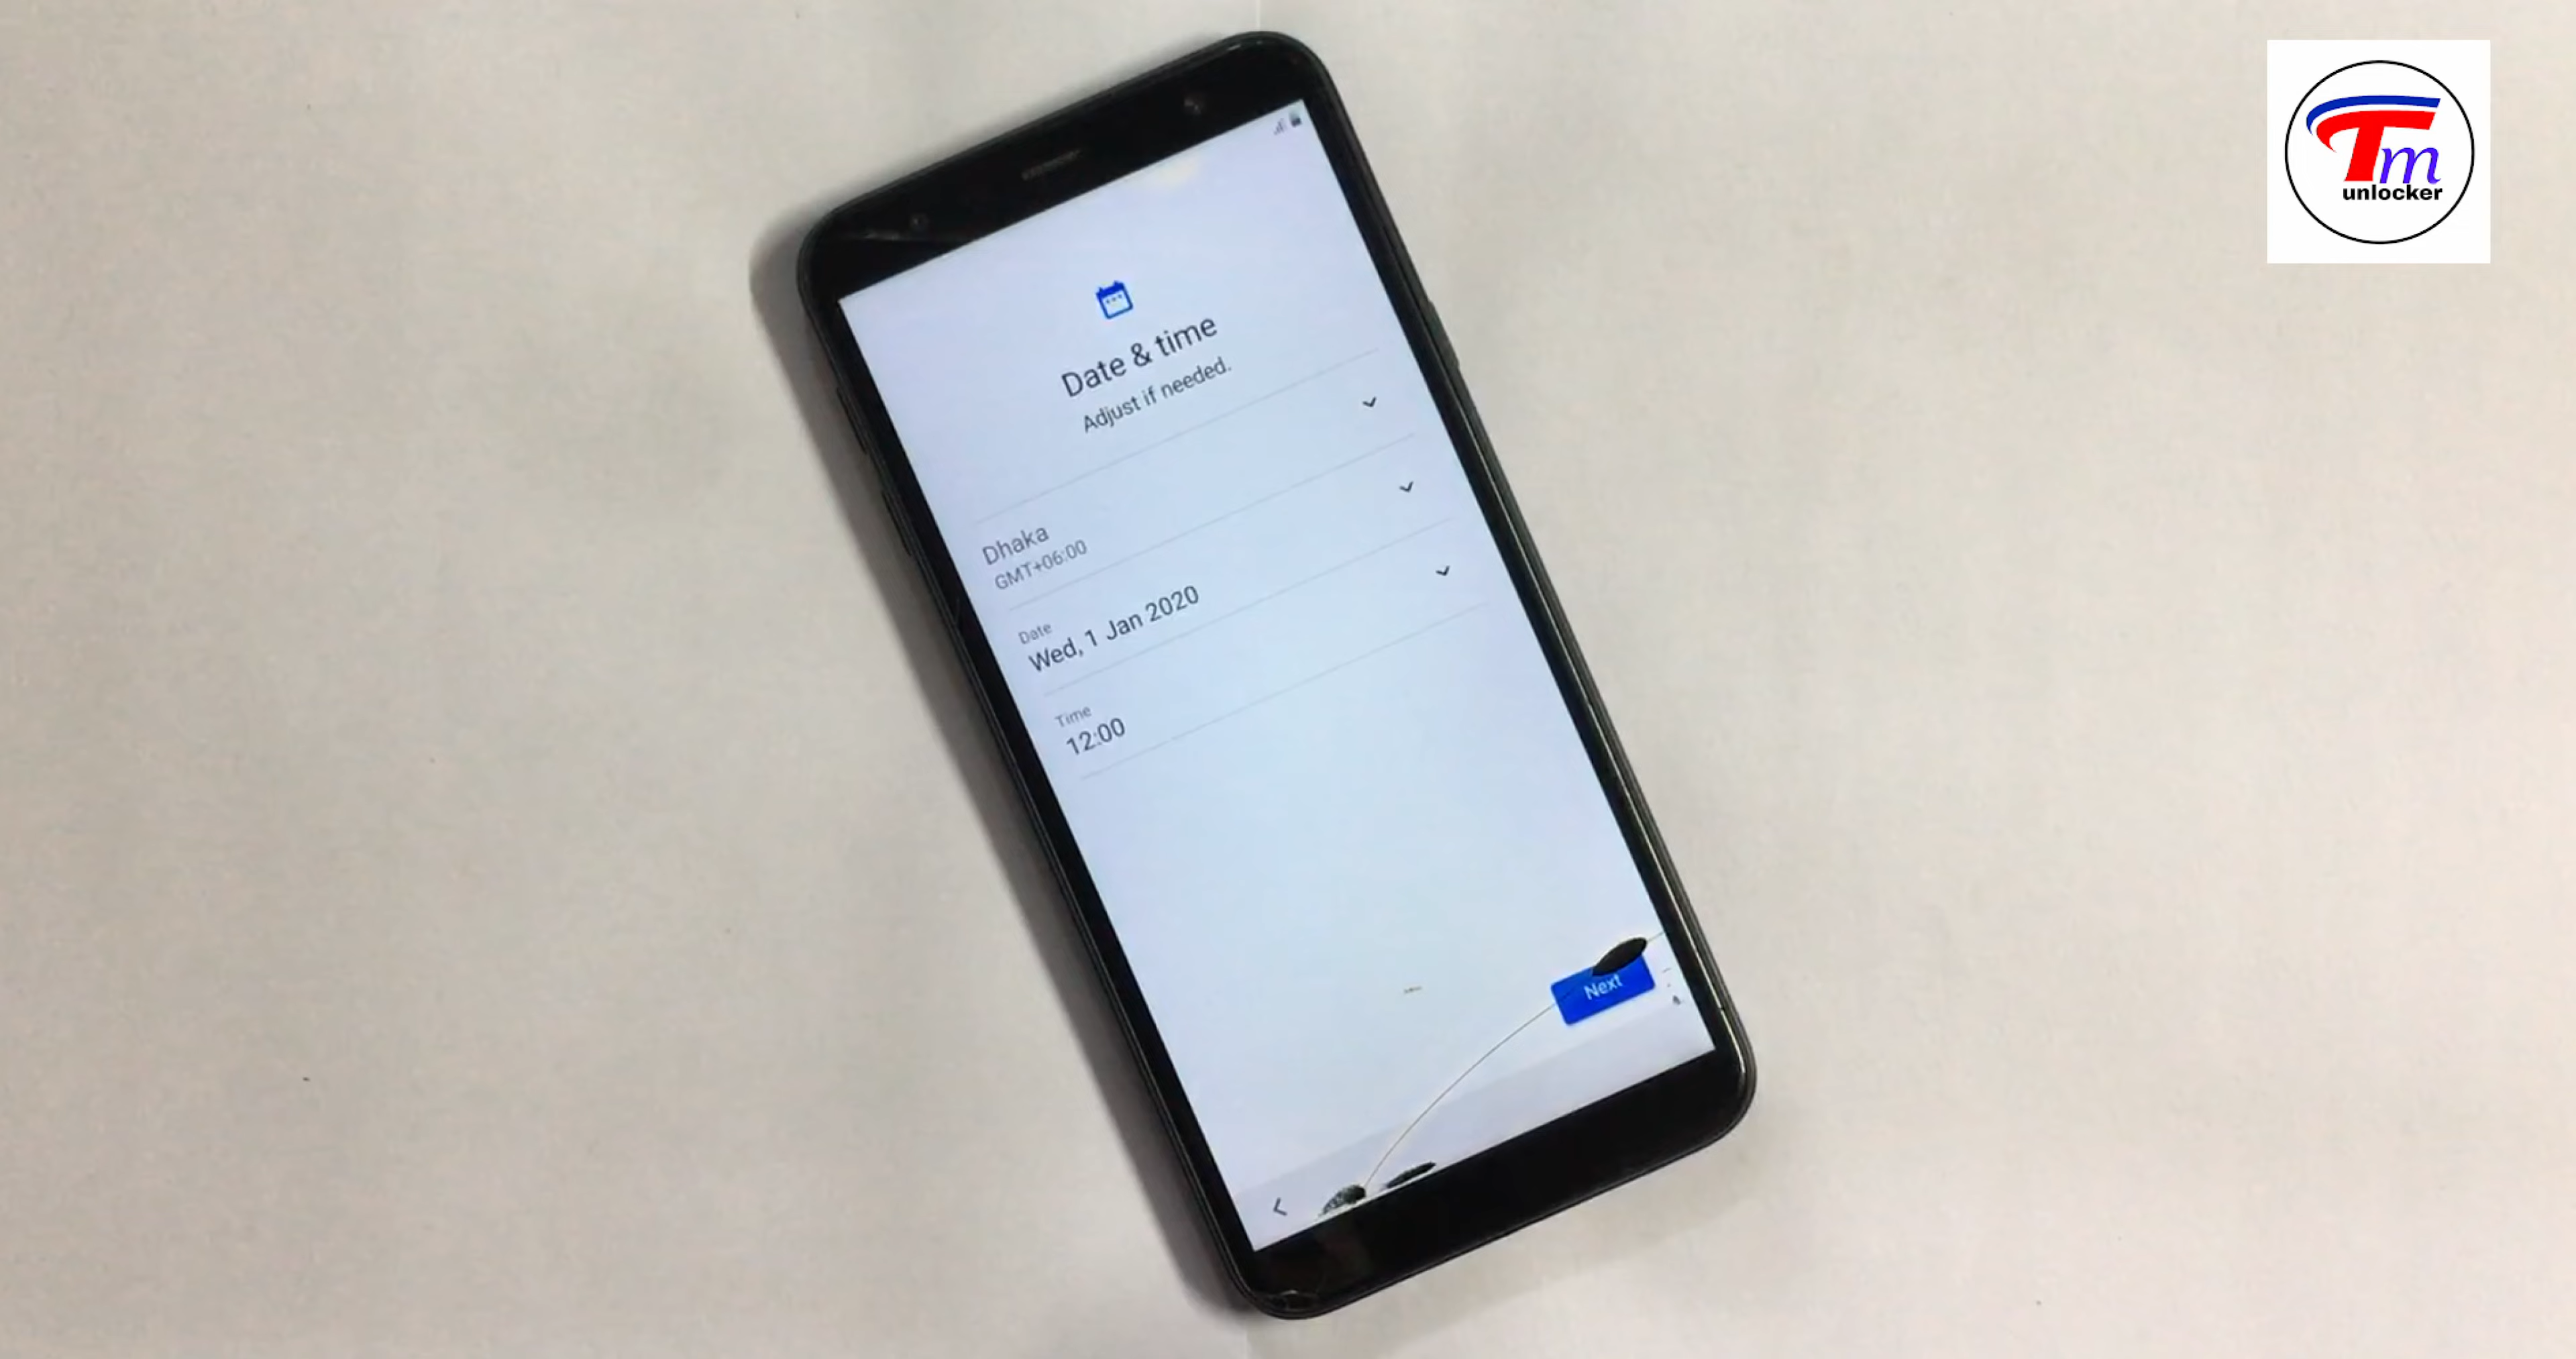 Tm
unlocker
Date & time
Adjust if needed.
Dhaka
GMT+06:00
Date
Wed, 1 Jan 2020
Time
12:00
Next